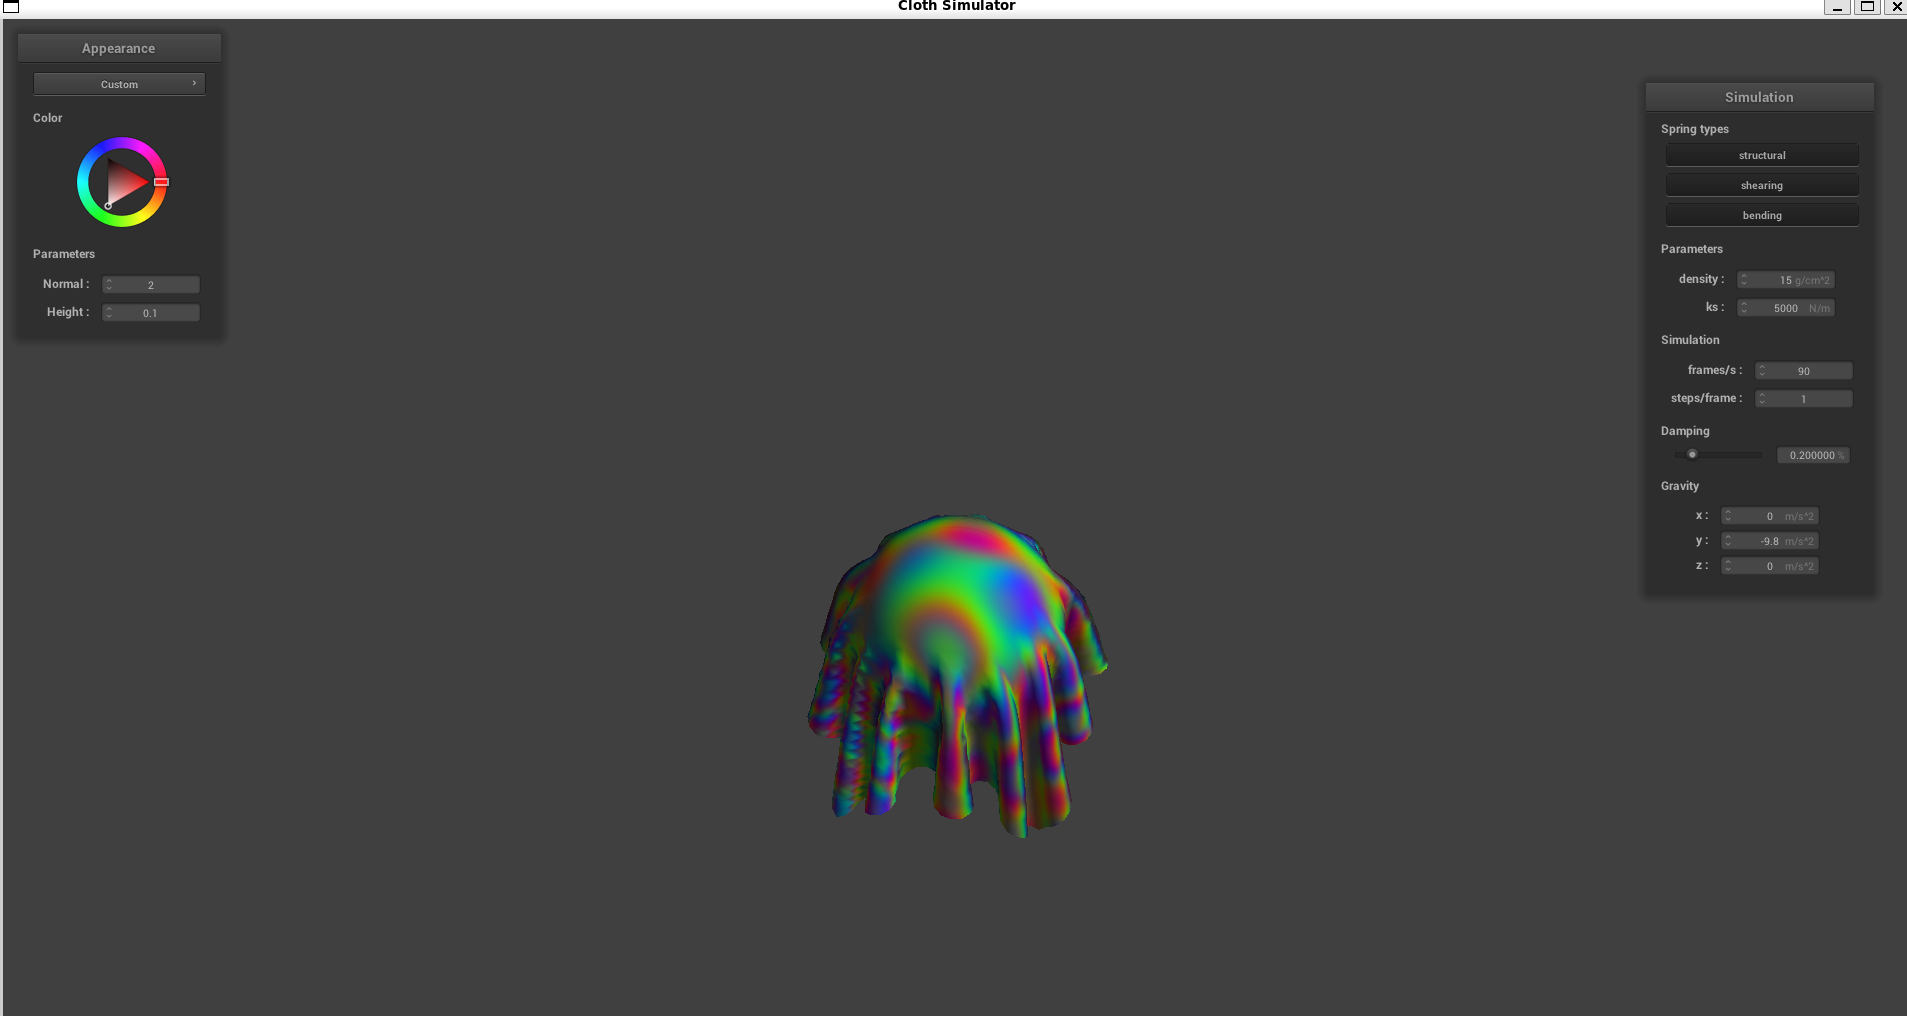 Cloth Simulator
Appearance
Custom
Color
Parameters
Normal : 2
Height : 0.1
Simulation
Spring types
structural
shearing
bending
Parameters
density : 15 g/cm^2
ks : 5000 N/m
Simulation
frames/s : 90
steps/frame : 1
Damping
0.200000 %
Gravity
x : 0 m/s^2
y : -9.8 m/s^2
z : 0 m/s^2